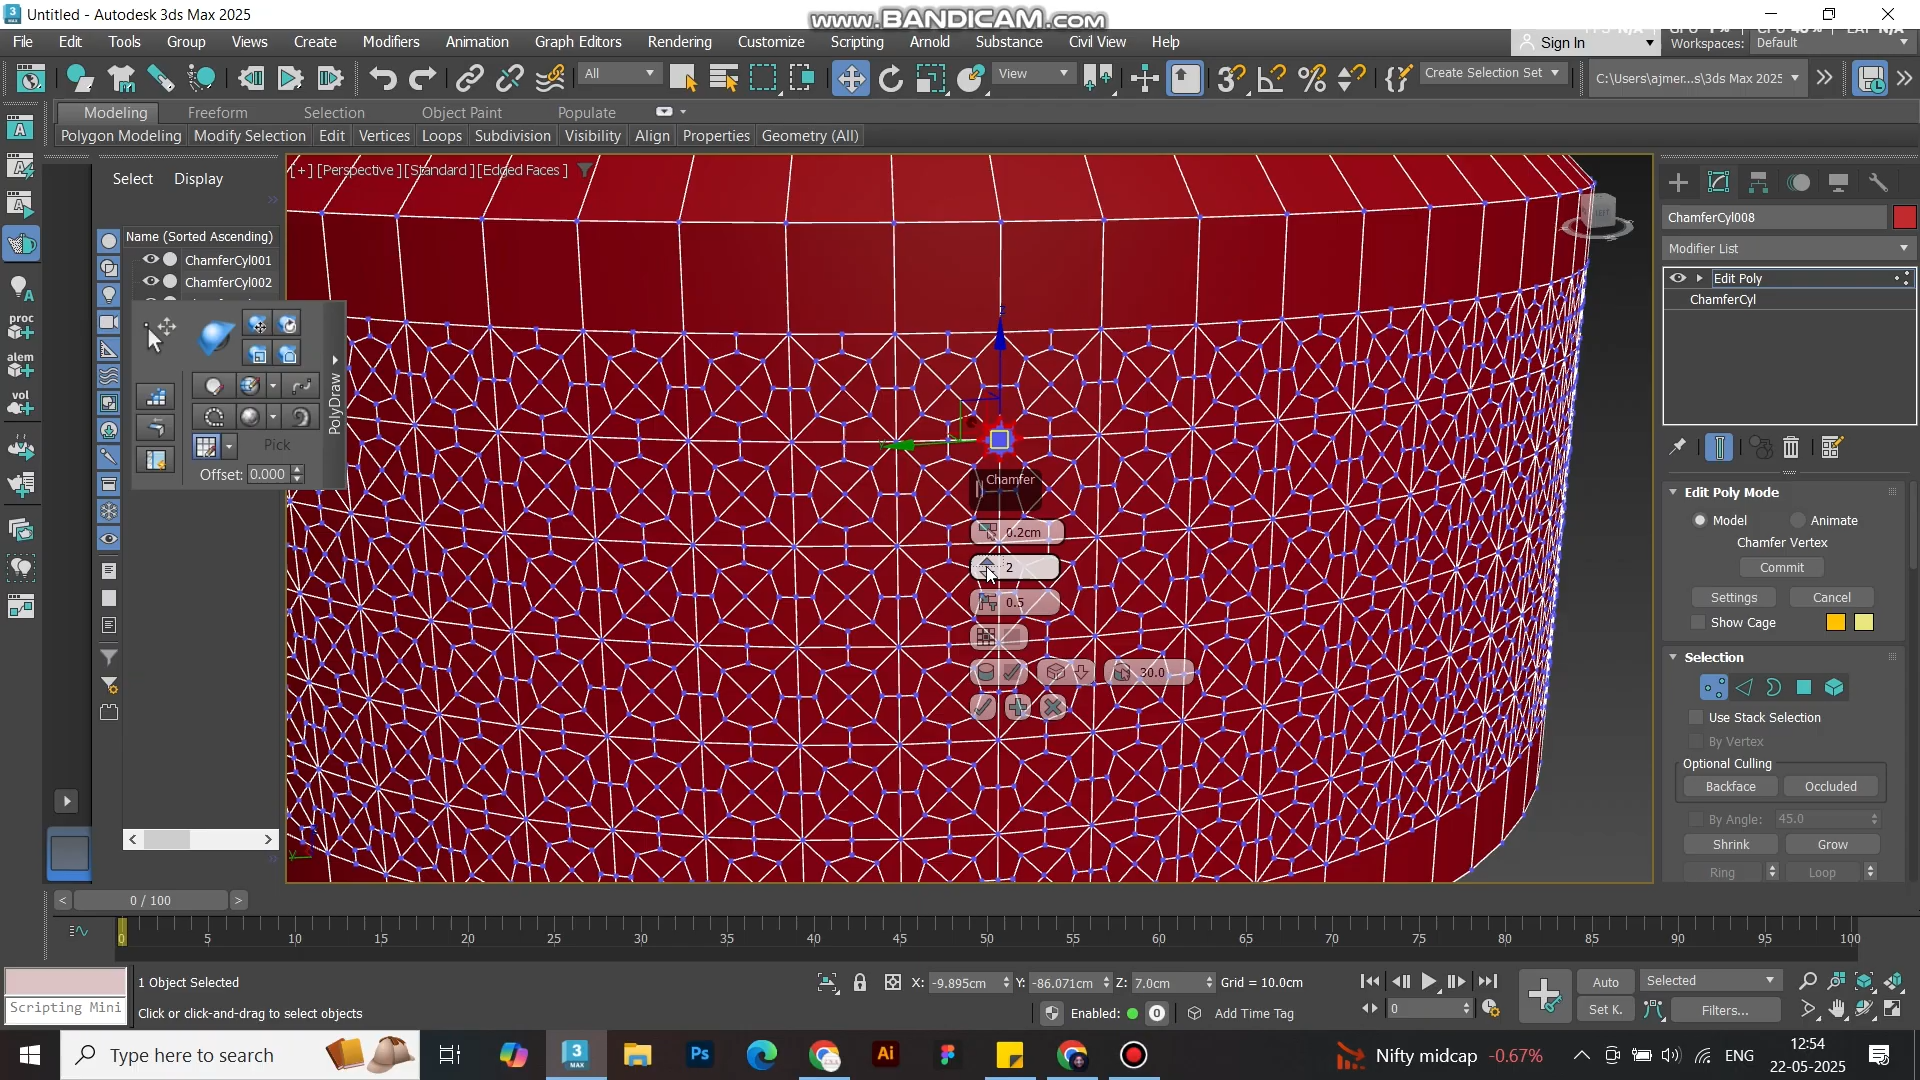 Untitled - Autodesk 3ds Max 2025
www.BANDICAM.com
File Edit Tools Group Views Create Modifiers Animation Graph Editors Rendering Customize Scripting Arnold Substance Civil View Help
Sign In
Workspaces: Default
All
View
Create Selection Set
C:\Users\ajmer...s\3ds Max 2025
Modeling Freeform Selection Object Paint Populate
Polygon Modeling Modify Selection Edit Vertices Loops Subdivision Visibility Align Properties Geometry (All)
Select Display
[+] [Perspective] [Standard] [Edged Faces]
Name (Sorted Ascending)
ChamferCyl001
ChamferCyl002
PolyDraw
Pick
Offset: 0.000
proc
alem
vol
LEFT
Chamfer
0.2cm
2
0.5
30.0
ChamferCyl008
Modifier List
Edit Poly
ChamferCyl
Edit Poly Mode
Model Animate
Chamfer Vertex
Commit
Settings Cancel
Show Cage
Selection
Use Stack Selection
By Vertex
Optional Culling
Backface Occluded
By Angle: 45.0
Shrink Grow
Ring Loop
0 / 100
0 5 10 15 20 25 30 35 40 45 50 55 60 65 70 75 80 85 90 95 100
Scripting Mini
1 Object Selected
Click or click-and-drag to select objects
X: -9.895cm Y: -86.071cm Z: 7.0cm Grid = 10.0cm
Enabled: 0 Add Time Tag
0
Auto Selected
Set K. Filters...
Type here to search
Nifty midcap -0.67%
ENG
12:54
22-05-2025